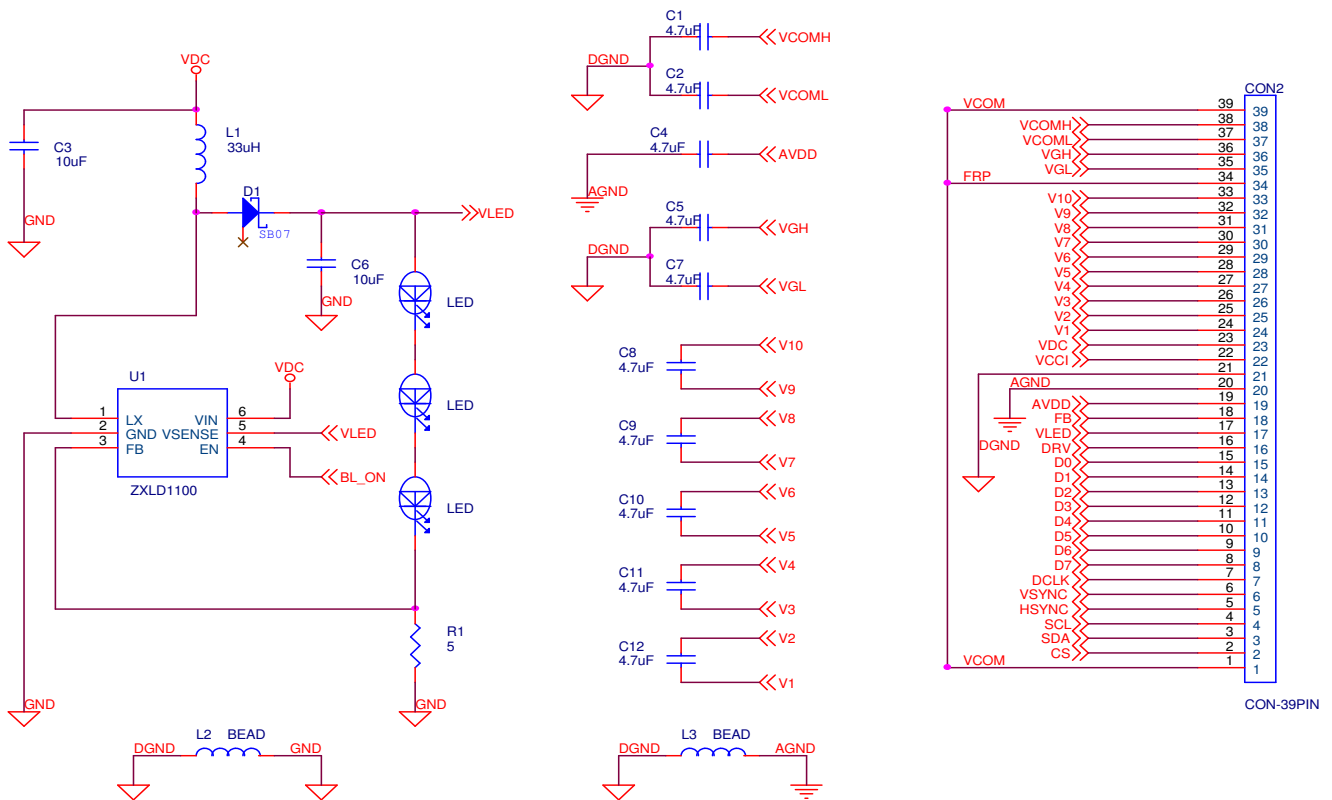 VDC
C3
10uF
GND
L1
33uH
D1
SB07
VLED
C6
10uF
GND
LED
LED
LED
U1
VDC
1 LX VIN 6
2 GND VSENSE 5
3 FB EN 4
VLED
BL_ON
ZXLD1100
R1
5
GND
GND
L2 BEAD
DGND GND
C1
4.7uF
VCOMH
DGND
C2
4.7uF
VCOML
C4
4.7uF
AVDD
AGND
C5
4.7uF
VGH
DGND
C7
4.7uF
VGL
C8
4.7uF
V10
V9
C9
4.7uF
V8
V7
C10
4.7uF
V6
V5
C11
4.7uF
V4
V3
C12
4.7uF
V2
V1
L3 BEAD
DGND AGND
CON2
VCOM 39 39
VCOMH 38 38
VCOML 37 37
VGH 36 36
VGL 35 35
FRP 34 34
V10 33 33
V9 32 32
V8 31 31
V7 30 30
V6 29 29
V5 28 28
V4 27 27
V3 26 26
V2 25 25
V1 24 24
VDC 23 23
VCCI 22 22
21 21
AGND 20 20
AVDD 19 19
FB 18 18
VLED 17 17
DGND
DRV 16 16
D0 15 15
D1 14 14
D2 13 13
D3 12 12
D4 11 11
D5 10 10
D6 9 9
D7 8 8
DCLK 7 7
VSYNC 6 6
HSYNC 5 5
SCL 4 4
SDA 3 3
CS 2 2
VCOM 1 1
CON-39PIN